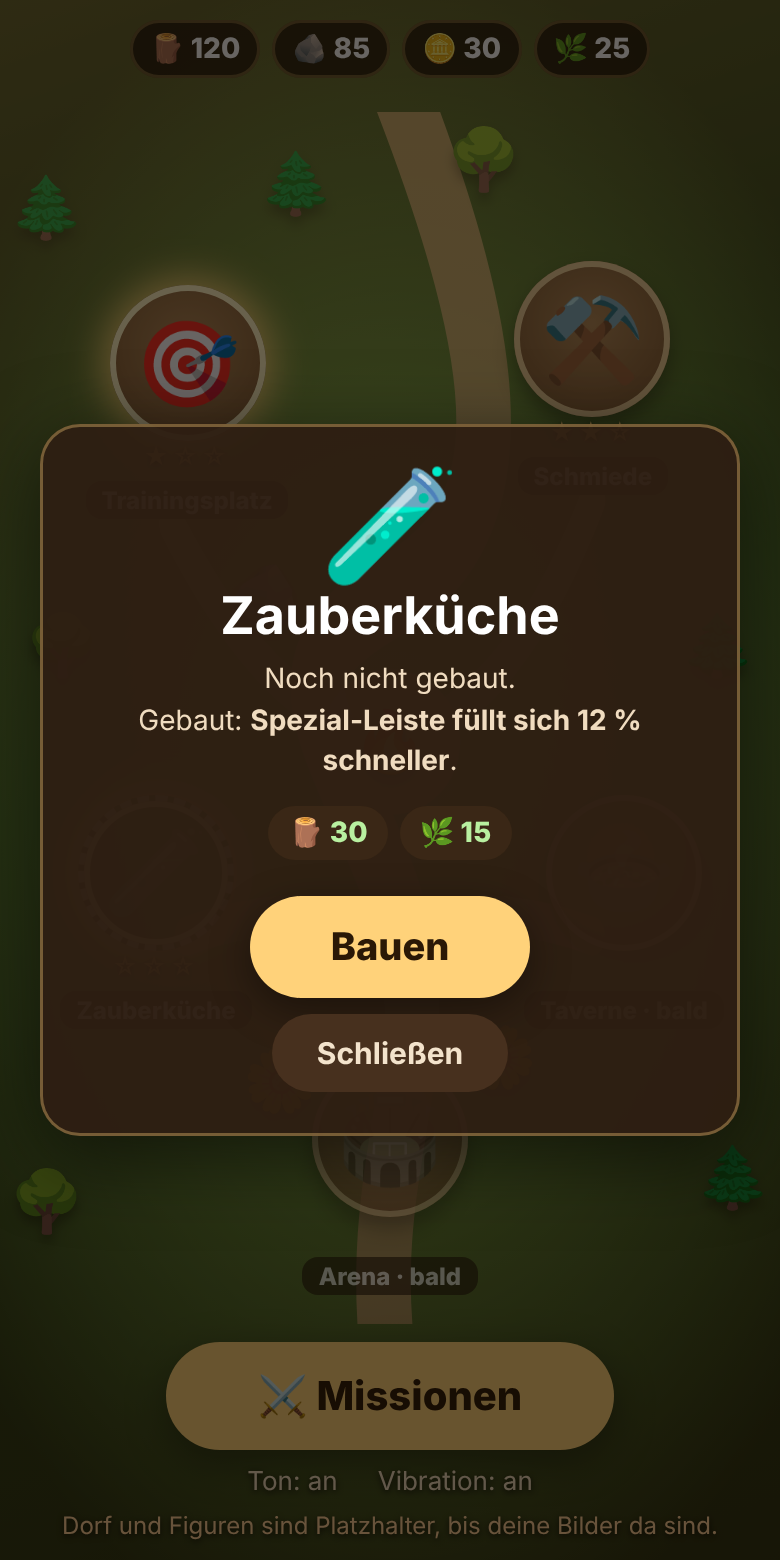 120 85 30 25
Schmiede
Trainingsplatz
Zauberküche
Noch nicht gebaut.
Gebaut: Spezial-Leiste füllt sich 12 %
schneller.
30 15
Bauen
Zauberküche Taverne · bald
Schließen
Arena · bald
Missionen
Ton: an Vibration: an
Dorf und Figuren sind Platzhalter, bis deine Bilder da sind.